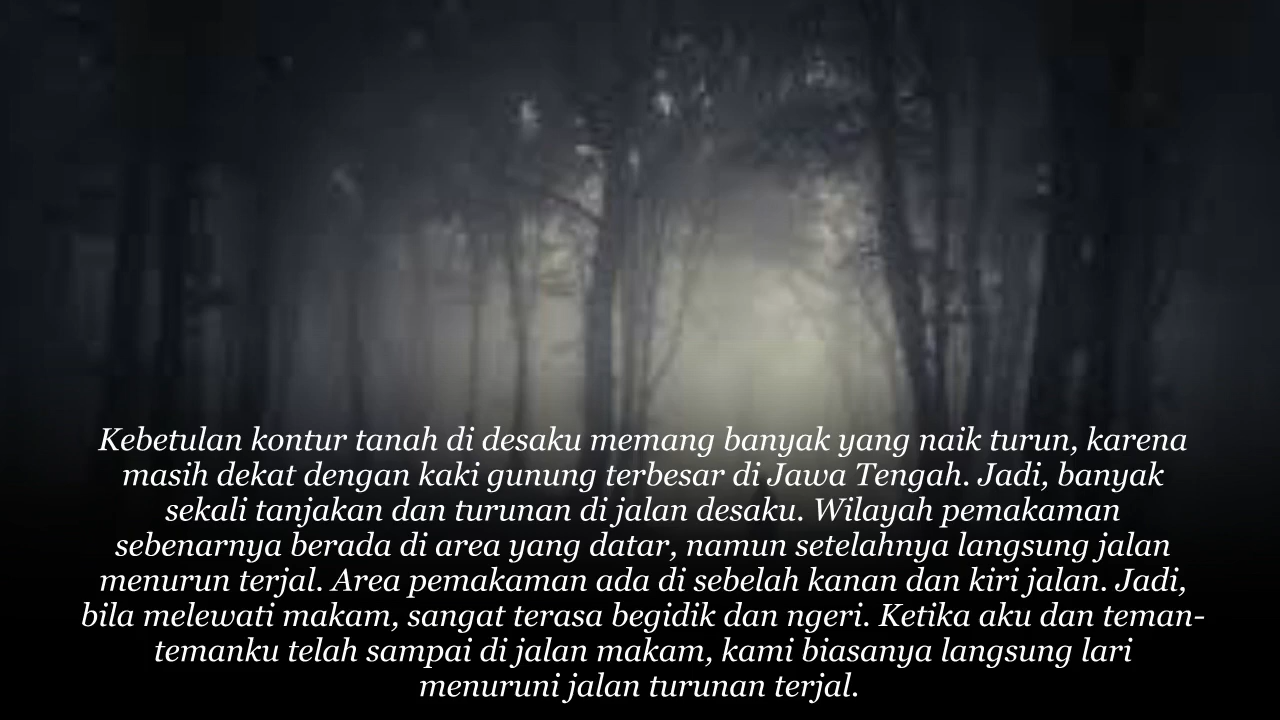 Kebetulan kontur tanah di desaku memang banyak yang naik turun, karena
masih dekat dengan kaki gunung terbesar di Jawa Tengah. Jadi, banyak
sekali tanjakan dan turunan di jalan desaku. Wilayah pemakaman
sebenarnya berada di area yang datar, namun setelahnya langsung jalan
menurun terjal. Area pemakaman ada di sebelah kanan dan kiri jalan. Jadi,
bila melewati makam, sangat terasa begidik dan ngeri. Ketika aku dan teman-
temanku telah sampai di jalan makam, kami biasanya langsung lari
menuruni jalan turunan terjal.